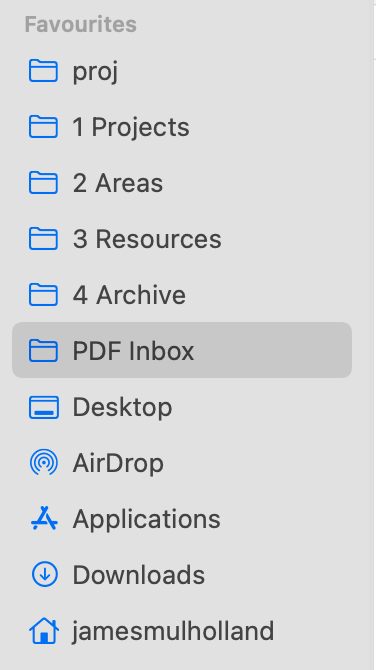 Favourites
proj
1 Projects
2 Areas
3 Resources
4 Archive
PDF Inbox
Desktop
AirDrop
Applications
Downloads
jamesmulholland